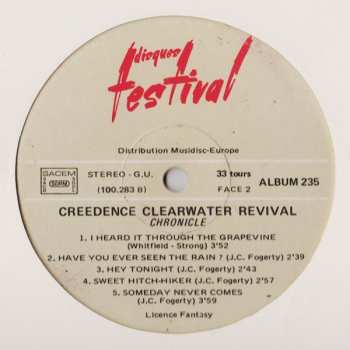 disques
festival
Distribution Musidisc-Europe
SACEM
SDRM
STEREO - G.U.
(100.283 B)
33 tours
FACE 2
ALBUM 235
CREEDENCE CLEARWATER REVIVAL
CHRONICLE
1. I HEARD IT THROUGH THE GRAPEVINE
(Whitfield - Strong) 3'52
2. HAVE YOU EVER SEEN THE RAIN ? (J.C. Fogerty) 2'39
3. HEY TONIGHT (J.C. Fogerty) 2'43
4. SWEET HITCH-HIKER (J.C. Fogerty) 2'57
5. SOMEDAY NEVER COMES
(J.C. Fogerty) 3'59
Licence Fantasy